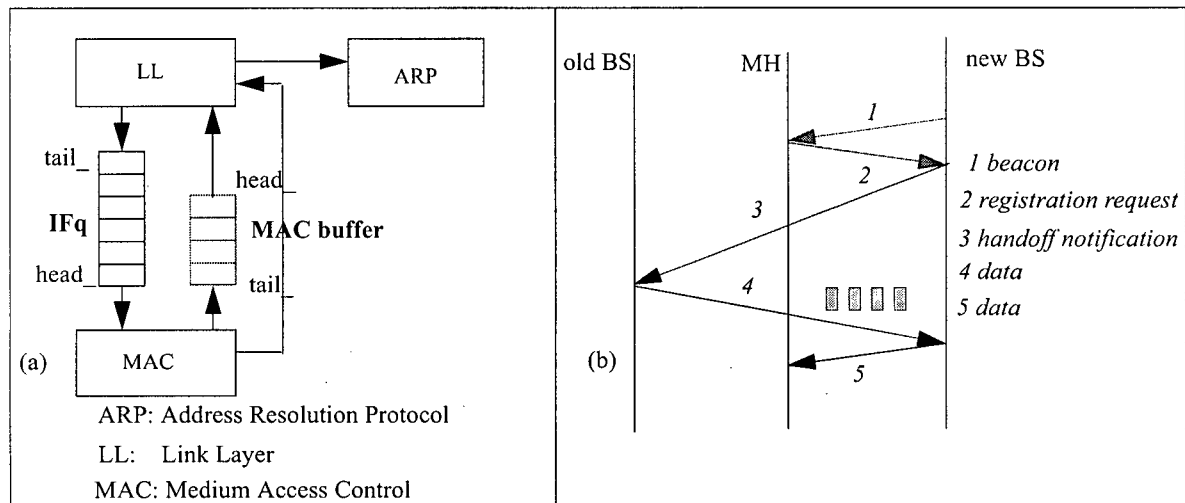 LL
ARP
tail_
IFq
head_
head_
MAC buffer
tail_
MAC
(a)
ARP: Address Resolution Protocol
LL: Link Layer
MAC: Medium Access Control
old BS
MH
new BS
1
2
3
4
5
1 beacon
2 registration request
3 handoff notification
4 data
5 data
(b)